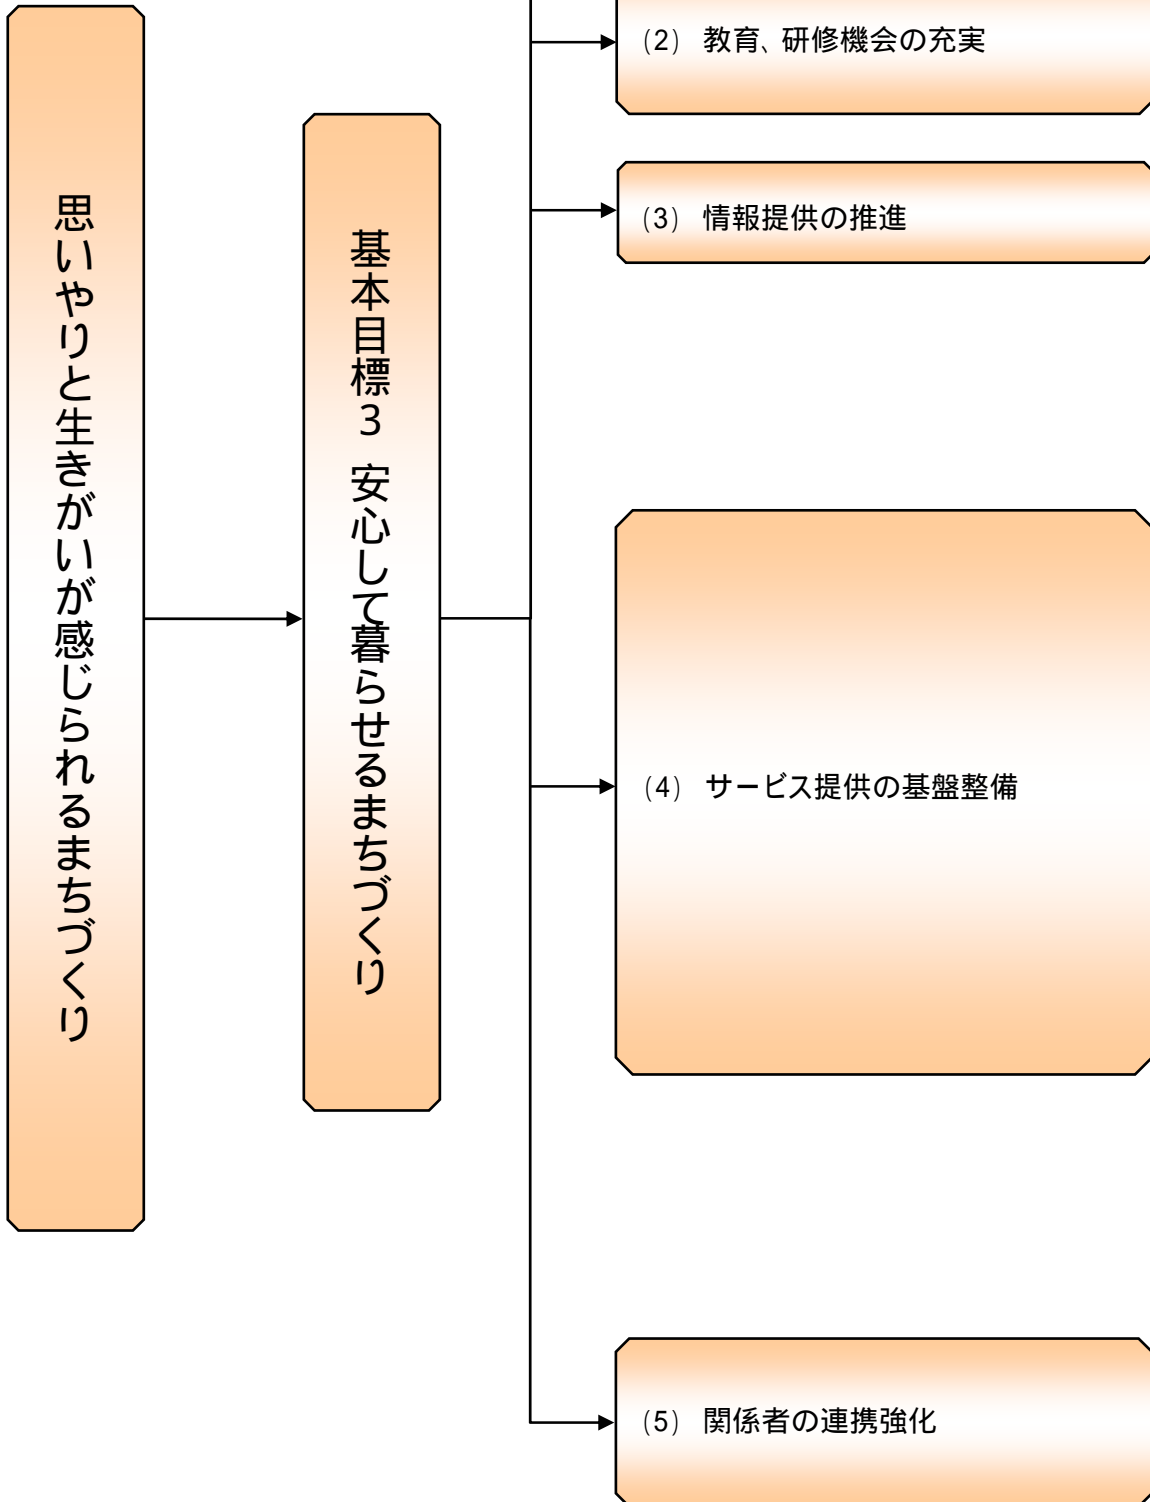 思いやりと生きがいが感じられるまちづくり
基本目標3 安心して暮らせるまちづくり
(2) 教育、研修機会の充実
(3) 情報提供の推進
(4) サービス提供の基盤整備
(5) 関係者の連携強化